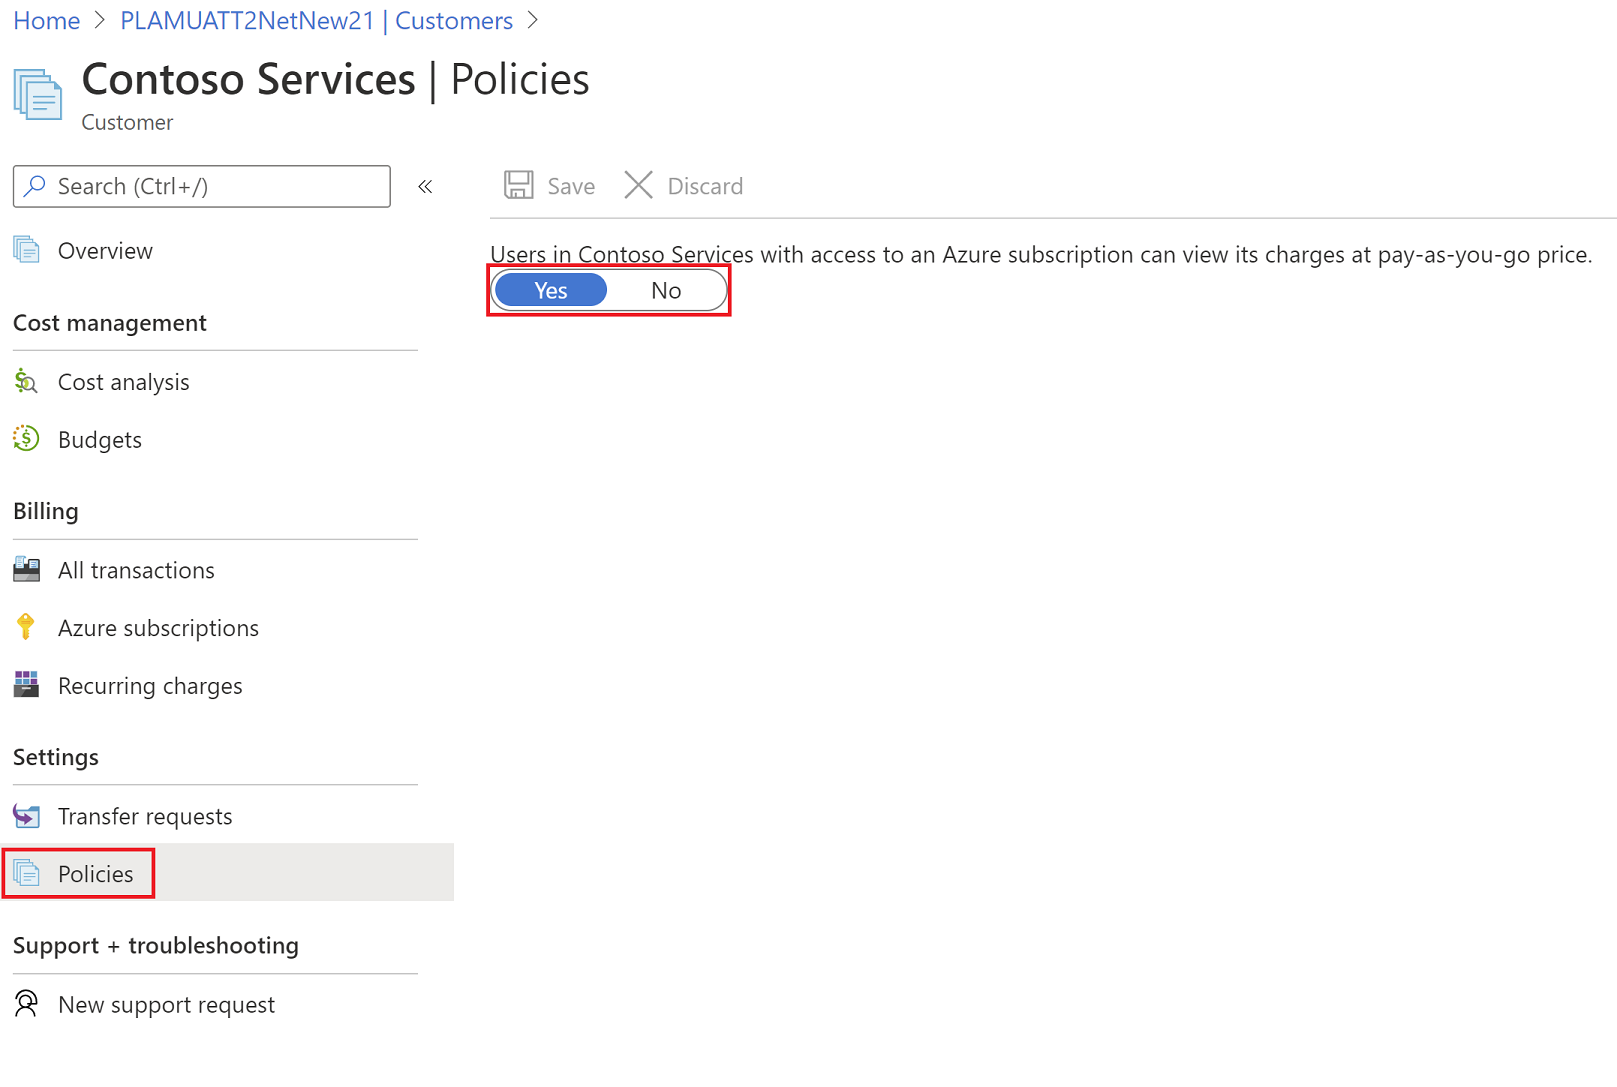 Home > PLAMUATT2NetNew21 | Customers >
Contoso Services | Policies
Customer
Search (Ctrl+/) «
Save Discard
Users in Contoso Services with access to an Azure subscription can view its charges at pay-as-you-go price.
Yes No
Overview
Cost management
Cost analysis
Budgets
Billing
All transactions
Azure subscriptions
Recurring charges
Settings
Transfer requests
Policies
Support + troubleshooting
New support request